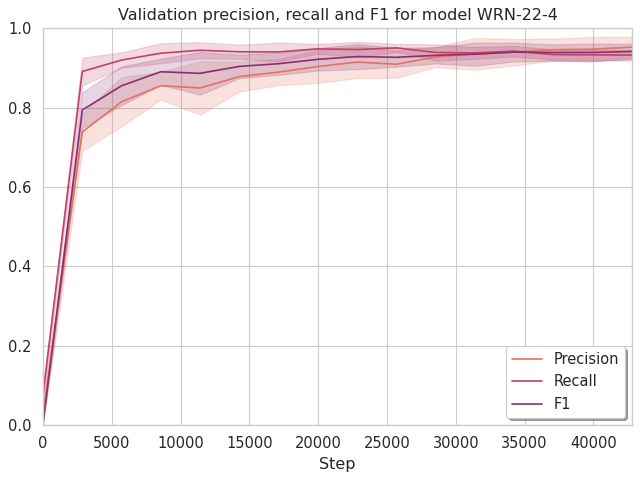 Validation precision, recall and F1 for model WRN-22-4
1.0
0.8
0.6
0.4
0.2
0.0
Precision
Recall
F1
0 5000 10000 15000 20000 25000 30000 35000 40000
Step